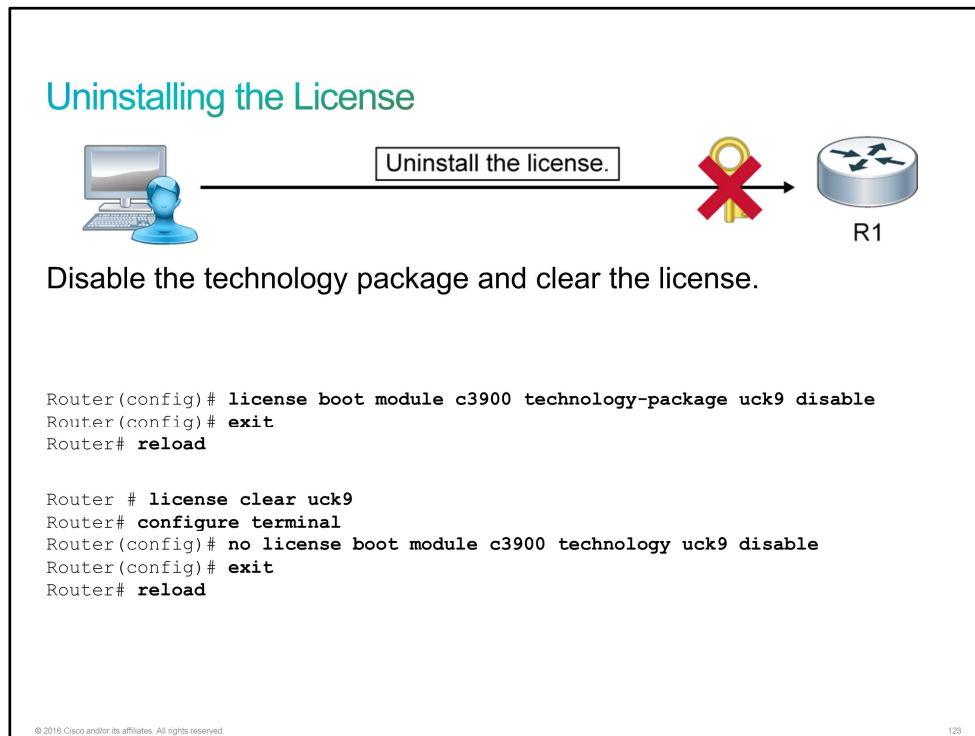 Uninstalling the License
Uninstall the license.
R1
Disable the technology package and clear the license.
Router(config)# license boot module c3900 technology-package uck9 disable
Router(config)# exit
Router# reload
Router # license clear uck9
Router# configure terminal
Router(config)# no license boot module c3900 technology uck9 disable
Router(config)# exit
Router# reload
© 2016 Cisco and/or its affiliates. All rights reserved.
123